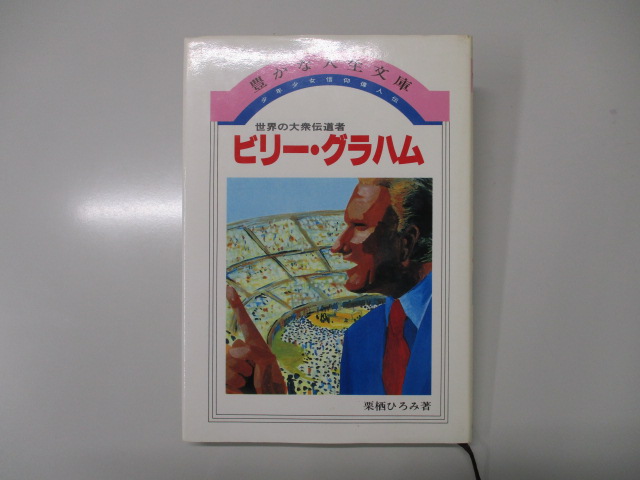 豊かな人生文庫
少年少女信仰偉人伝
世界の大衆伝道者
ビリー・グラハム
栗栖ひろみ著